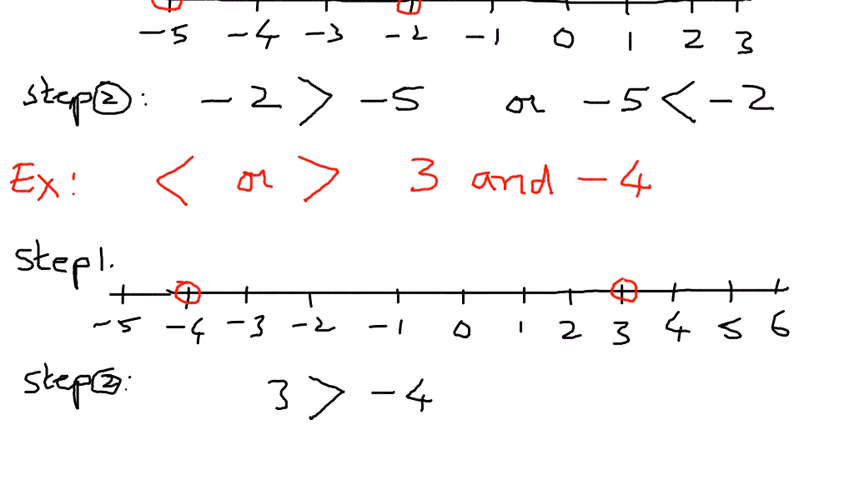 -5 -4 -3 -2 -1 0 1 2 3
step②: -2 > -5 or -5 < -2
Ex: < or > 3 and -4
Step1.
-5 -4 -3 -2 -1 0 1 2 3 4 5 6
step②: 3 > -4